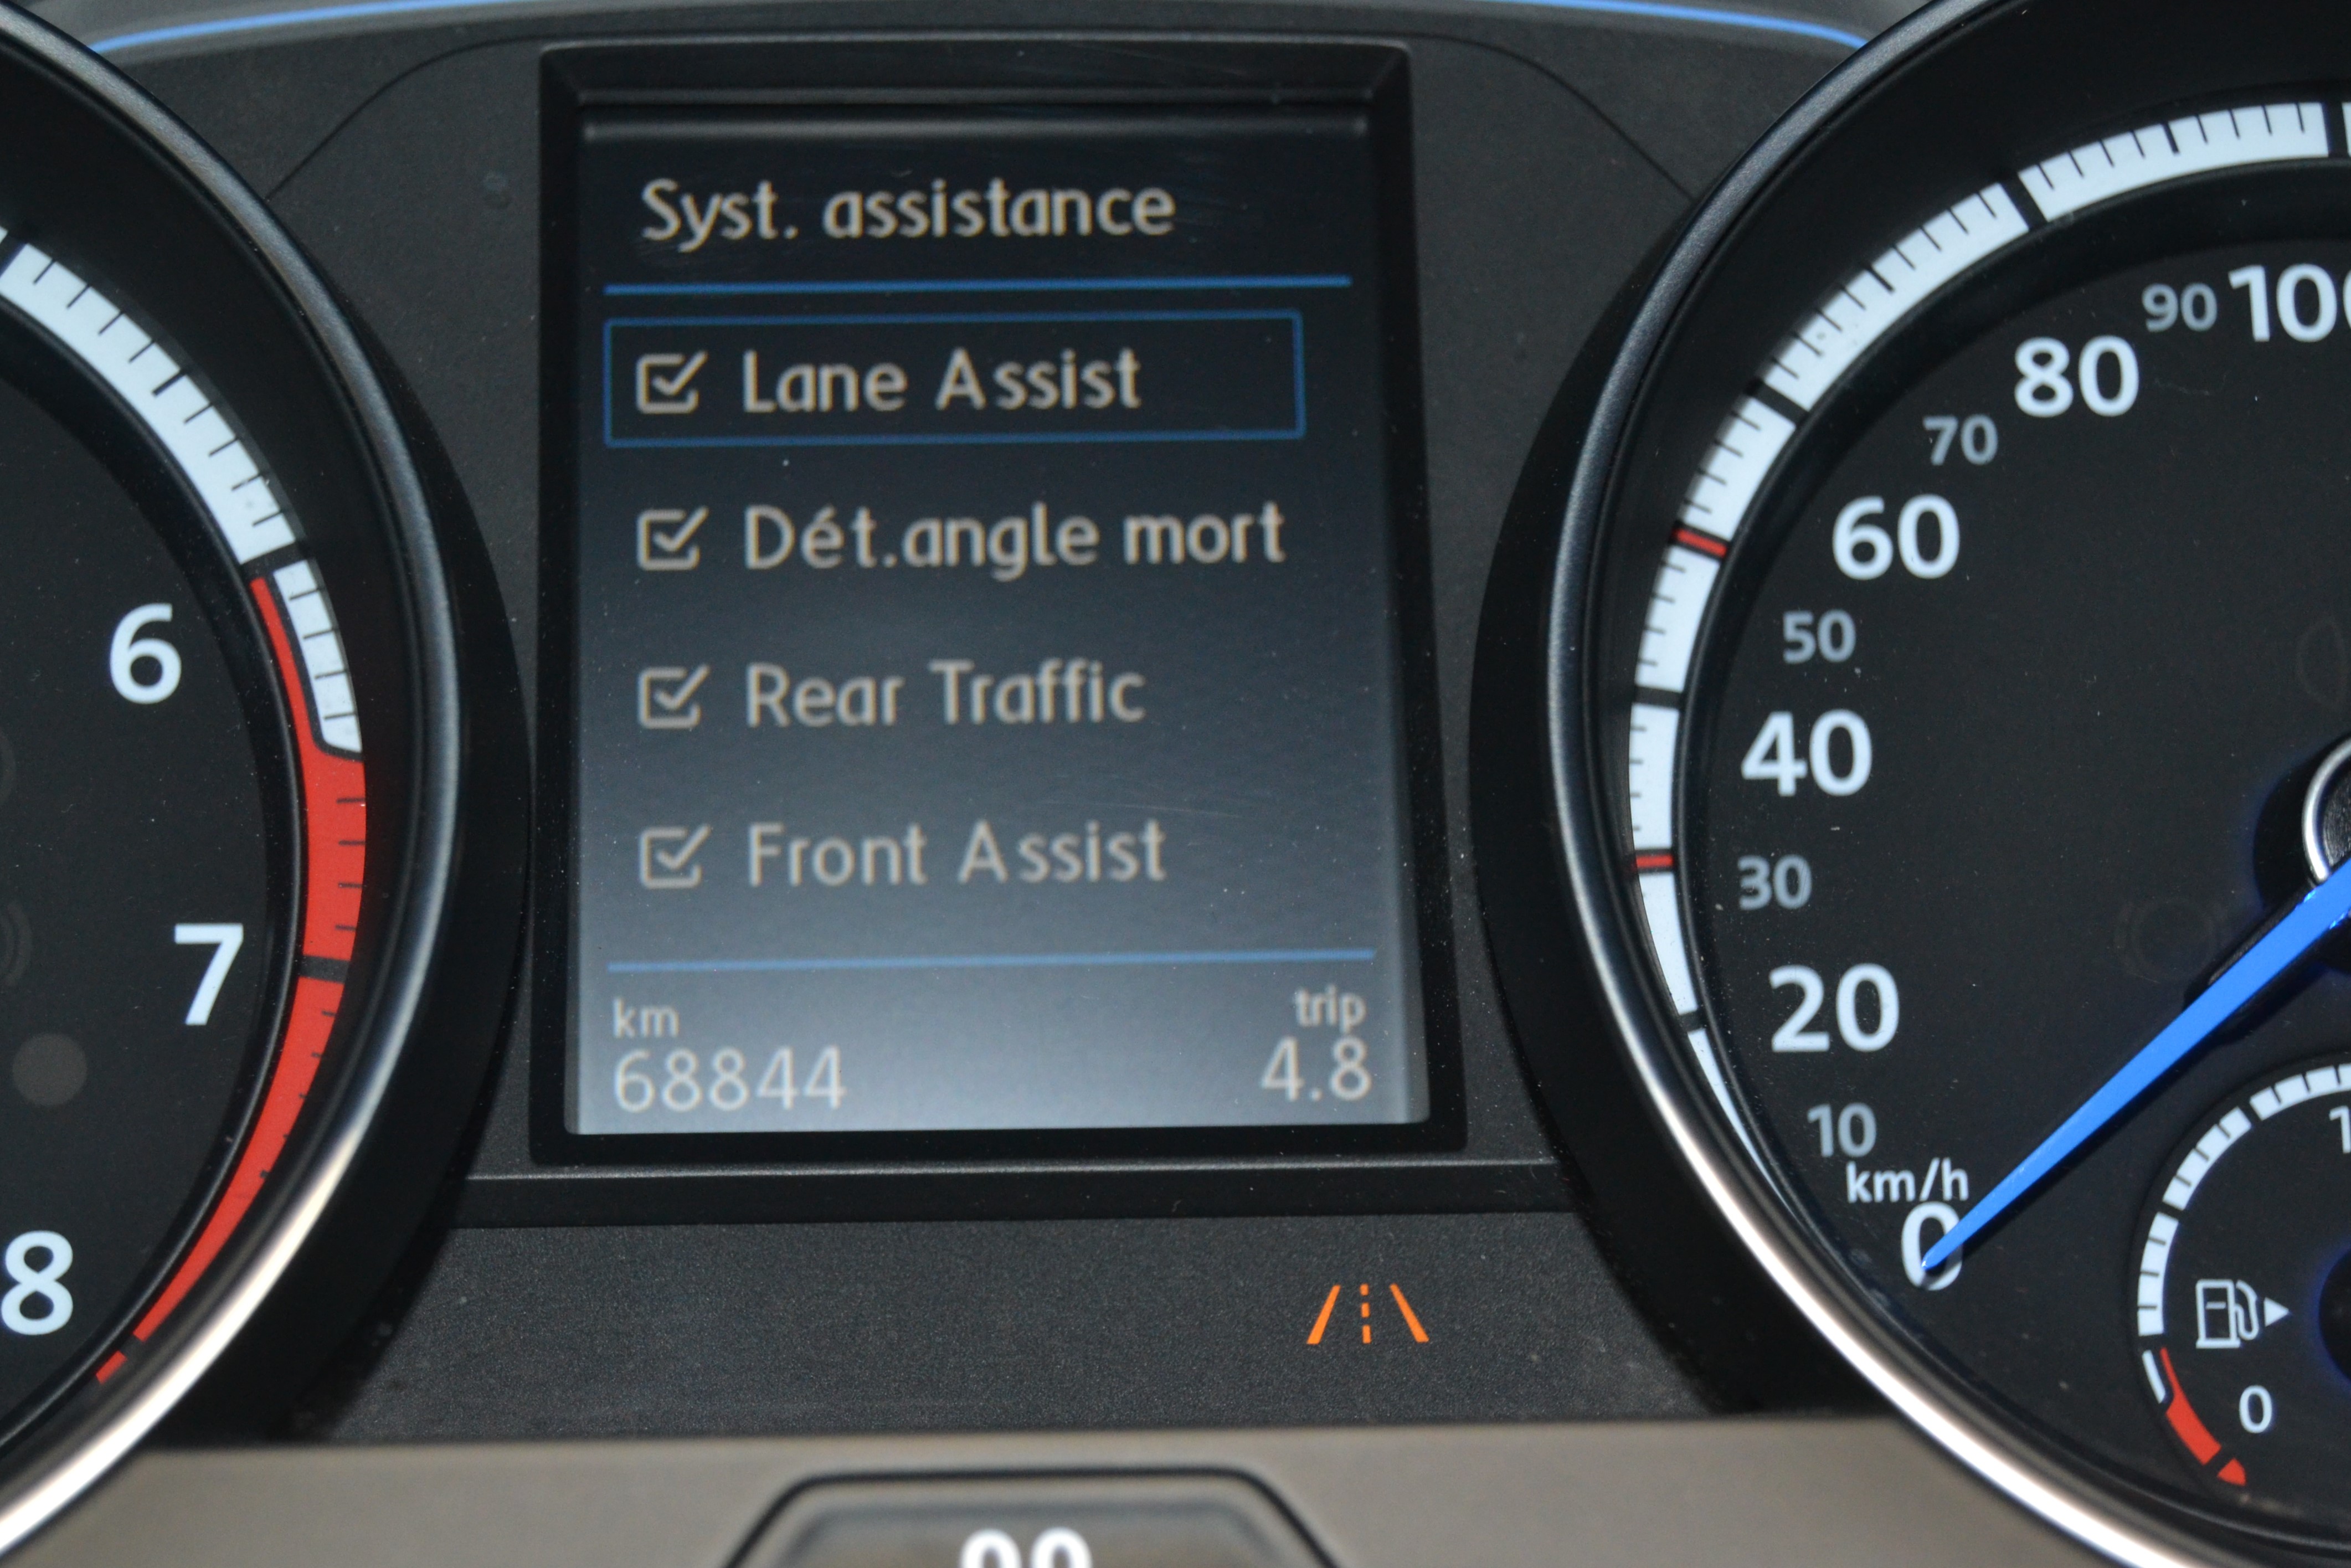 Syst. assistance
Lane Assist
Dét.angle mort
Rear Traffic
Front Assist
km
trip
68844
4.8
6
7
8
100
90
80
70
60
50
40
30
20
10
km/h
0
0